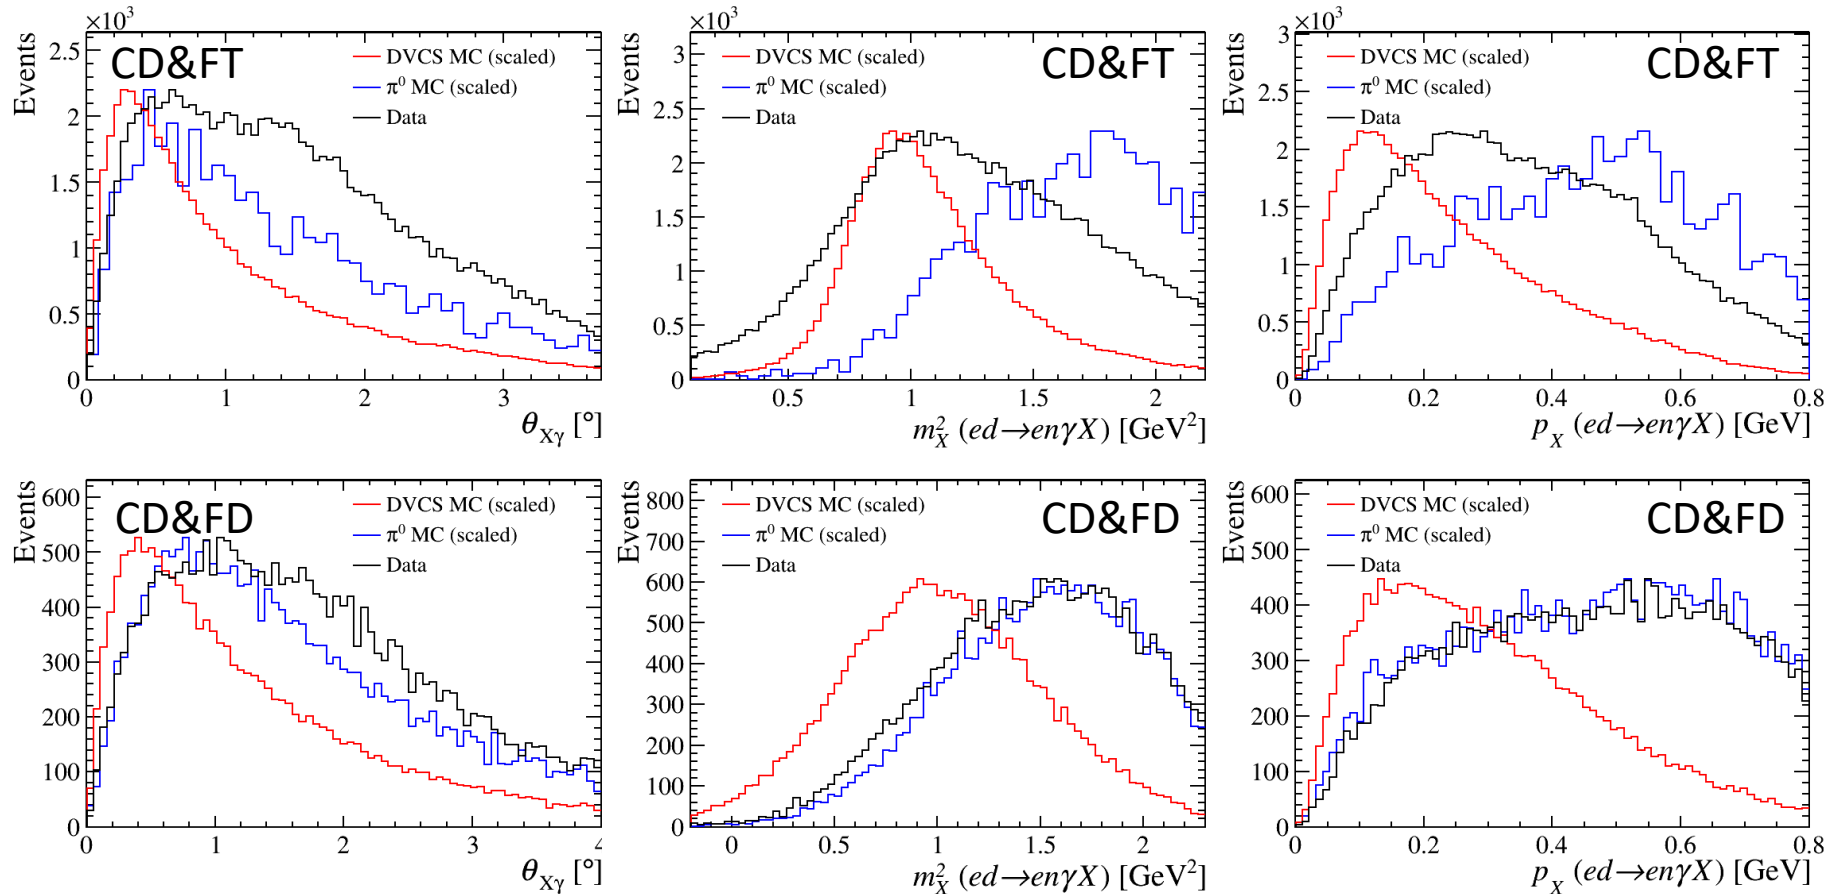 ×10³
Events
CD&FT
DVCS MC (scaled)
π⁰ MC (scaled)
Data
2.5
2
1.5
1
0.5
0
0 1 2 3
θ_Xγ [°]
×10³
Events
CD&FT
DVCS MC (scaled)
π⁰ MC (scaled)
Data
3
2.5
2
1.5
1
0.5
0
0.5 1 1.5 2
m²_X (ed→enγX) [GeV²]
×10³
Events
CD&FT
DVCS MC (scaled)
π⁰ MC (scaled)
Data
3
2.5
2
1.5
1
0.5
0
0 0.2 0.4 0.6 0.8
p_X (ed→enγX) [GeV]
Events
CD&FD
DVCS MC (scaled)
π⁰ MC (scaled)
Data
600
500
400
300
200
100
0
0 1 2 3 4
θ_Xγ [°]
Events
CD&FD
DVCS MC (scaled)
π⁰ MC (scaled)
Data
800
700
600
500
400
300
200
100
0
0 0.5 1 1.5 2
m²_X (ed→enγX) [GeV²]
Events
CD&FD
DVCS MC (scaled)
π⁰ MC (scaled)
Data
600
500
400
300
200
100
0
0 0.2 0.4 0.6 0.8
p_X (ed→enγX) [GeV]